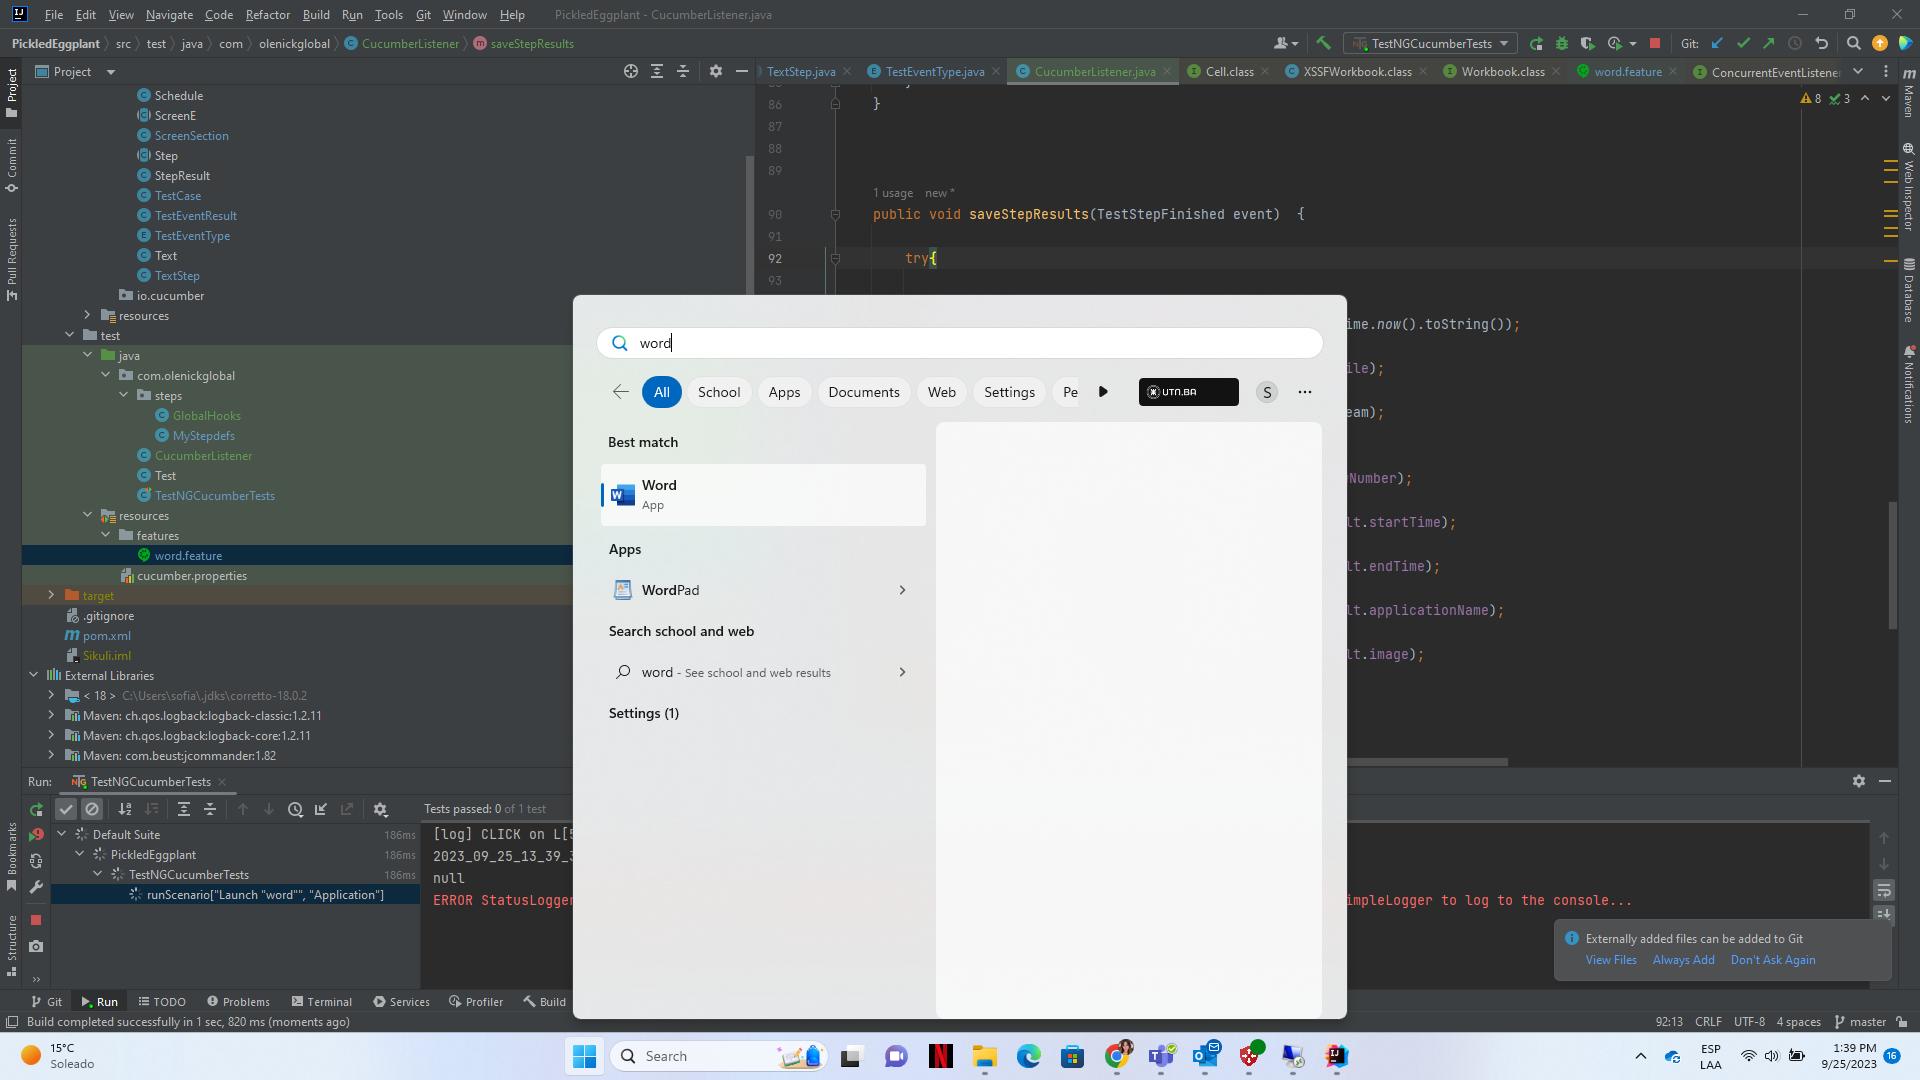 File Edit View Navigate Code Refactor Build Run Tools Git Window Help PickledEggplant - CucumberListener.java
PickledEggplant src test java com olenickglobal CucumberListener saveStepResults TestNGCucumberTests Git:
Project
TextStep.java TestEventType.java CucumberListener.java Cell.class XSSFWorkbook.class Workbook.class word.feature ConcurrentEventListene
Project
Commit
Pull Requests
Bookmarks
Structure
Maven
Web Inspector
Database
Notifications
Schedule
ScreenE
ScreenSection
Step
StepResult
TestCase
TestEventResult
TestEventType
Text
TextStep
io.cucumber
resources
test
java
com.olenickglobal
steps
GlobalHooks
MyStepdefs
CucumberListener
Test
TestNGCucumberTests
resources
features
word.feature
cucumber.properties
target
.gitignore
pom.xml
Sikuli.iml
External Libraries
< 18 > C:\Users\sofia\.jdks\corretto-18.0.2
Maven: ch.qos.logback:logback-classic:1.2.11
Maven: ch.qos.logback:logback-core:1.2.11
Maven: com.beust:jcommander:1.82
8 3
86 }
87
88
89
1 usage new *
90 public void saveStepResults(TestStepFinished event) {
91
92 try{
93
ime.now().toString());
ile);
eam);
Number);
lt.startTime);
lt.endTime);
lt.applicationName);
lt.image);
word
All School Apps Documents Web Settings Pe UTN.BA S
Best match
Word
App
Apps
WordPad
Search school and web
word - See school and web results
Settings (1)
Run: TestNGCucumberTests
Tests passed: 0 of 1 test
Default Suite 186ms
PickledEggplant 186ms
TestNGCucumberTests 186ms
runScenario["Launch "word"", "Application"] 186ms
[log] CLICK on L[5
2023_09_25_13_39_3
null
ERROR StatusLogger
impleLogger to log to the console...
Externally added files can be added to Git
View Files Always Add Don't Ask Again
Git Run TODO Problems Terminal Services Profiler Build
Build completed successfully in 1 sec, 820 ms (moments ago) 92:13 CRLF UTF-8 4 spaces master
15°C
Soleado
Search
ESP
LAA
1:39 PM
9/25/2023
16